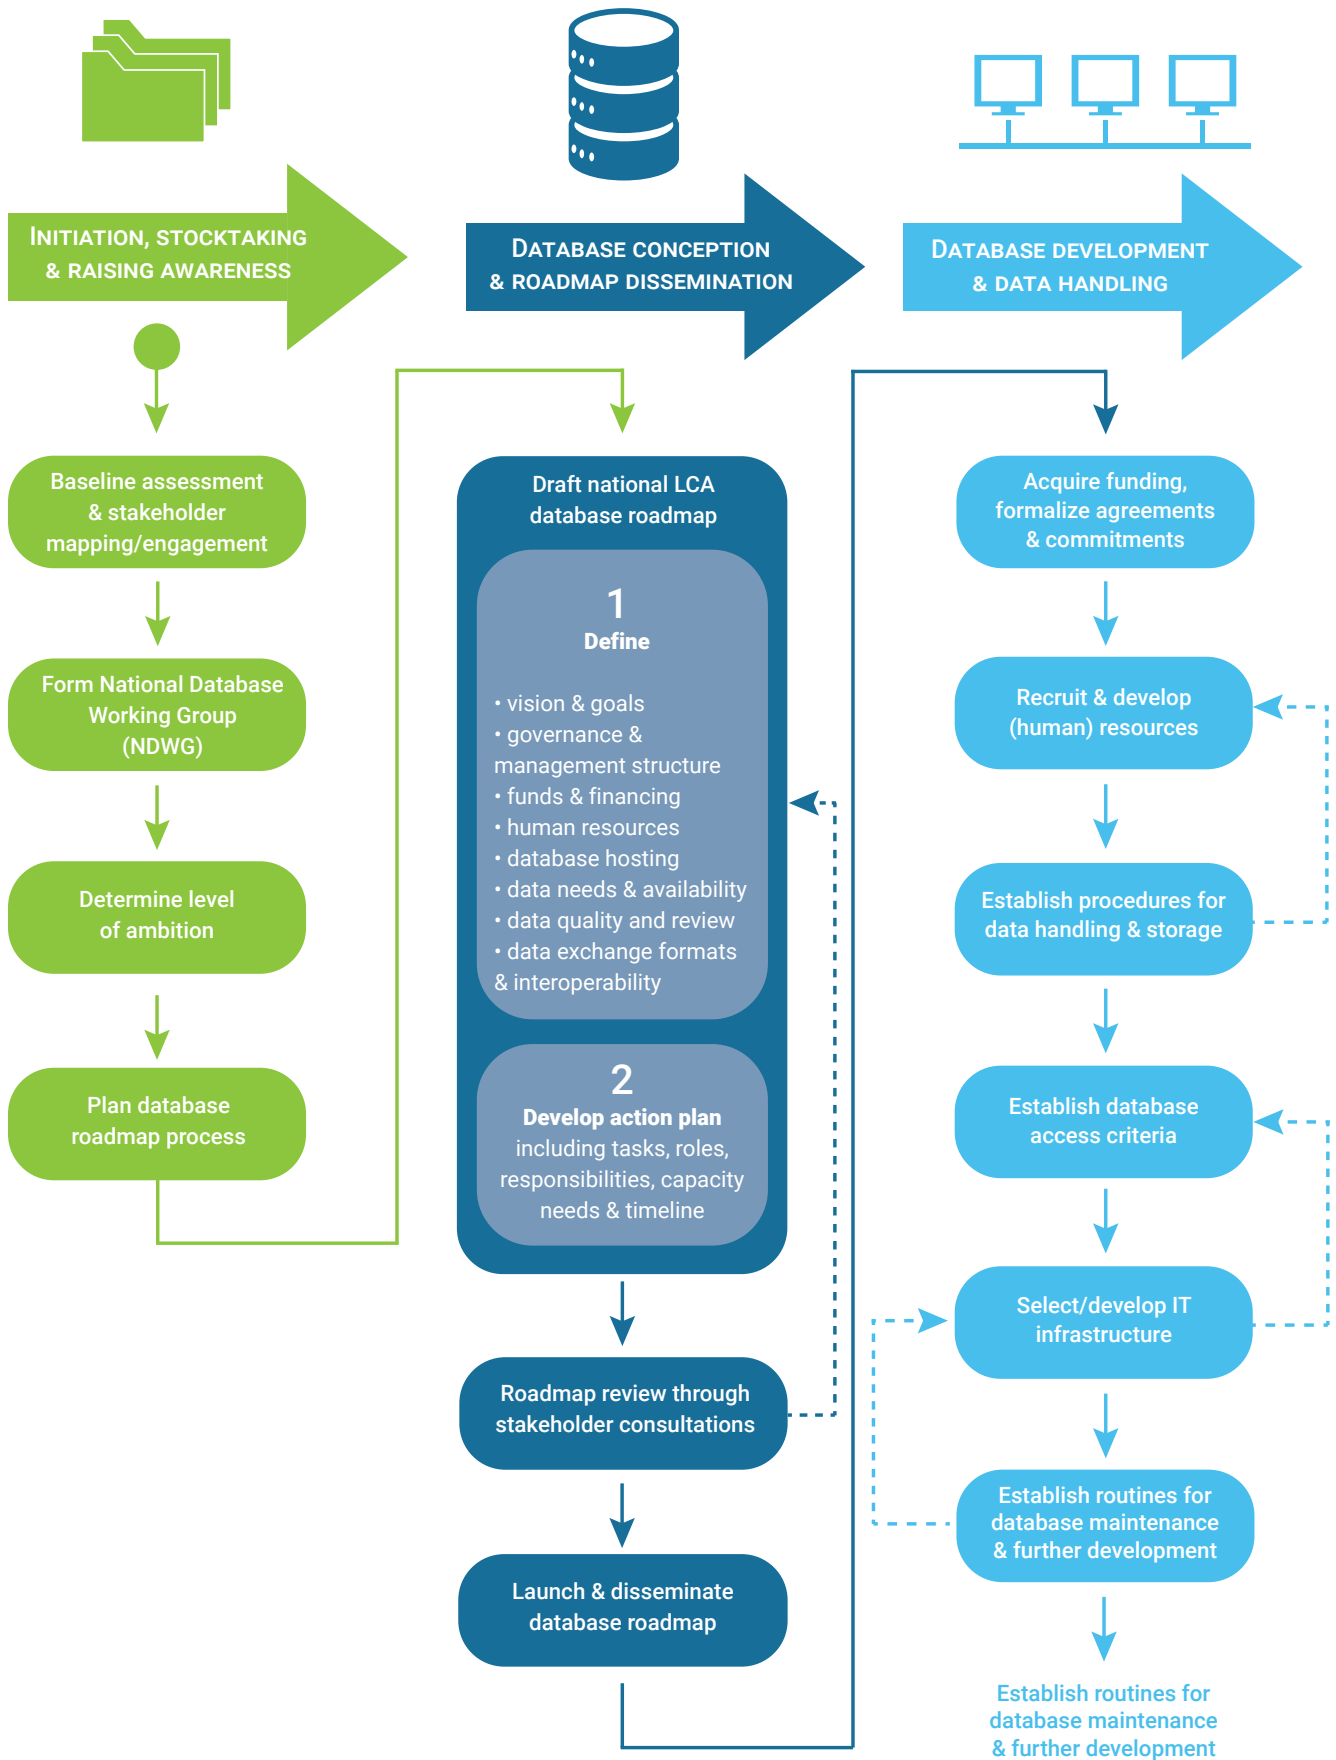 INITIATION, STOCKTAKING
& RAISING AWARENESS
Baseline assessment
& stakeholder
mapping/engagement
Form National Database
Working Group
(NDWG)
Determine level
of ambition
Plan database
roadmap process
DATABASE CONCEPTION
& ROADMAP DISSEMINATION
Draft national LCA
database roadmap
1
Define
• vision & goals
• governance &
management structure
• funds & financing
• human resources
• database hosting
• data needs & availability
• data quality and review
• data exchange formats
& interoperability
2
Develop action plan
including tasks, roles,
responsibilities, capacity
needs & timeline
Roadmap review through
stakeholder consultations
Launch & disseminate
database roadmap
DATABASE DEVELOPMENT
& DATA HANDLING
Acquire funding,
formalize agreements
& commitments
Recruit & develop
(human) resources
Establish procedures for
data handling & storage
Establish database
access criteria
Select/develop IT
infrastructure
Establish routines for
database maintenance
& further development
Establish routines for
database maintenance
& further development